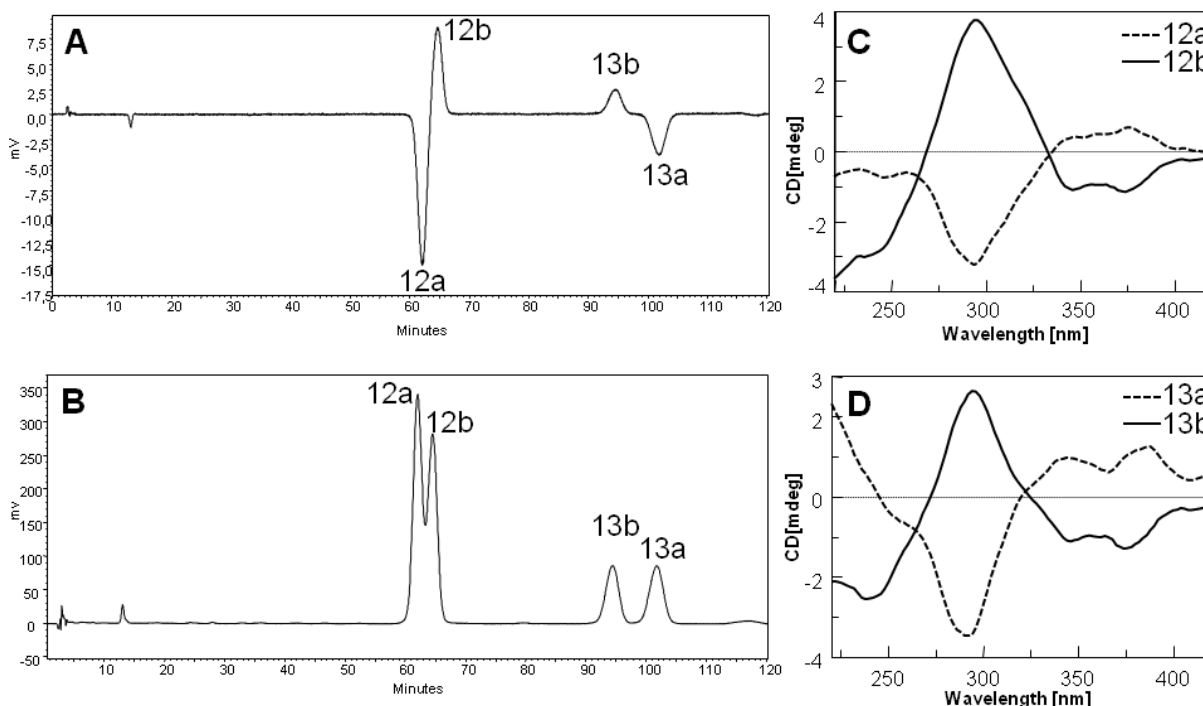 A
12b
13b
13a
12a
mV
7,5
5,0
2,5
0,0
-2,5
-5,0
-7,5
-10,0
-12,5
-15,0
-17,5
0 10 20 30 40 50 60 70 80 90 100 110 120
Minutes
C
12a
12b
CD[mdeg]
4
2
0
-2
-4
250 300 350 400
Wavelength [nm]
B
12a
12b
13b
13a
mV
350
300
250
200
150
100
50
0
-50
10 20 30 40 50 60 70 80 90 100 110 120
Minutes
D
13a
13b
CD[mdeg]
3
2
0
-2
-4
250 300 350 400
Wavelength [nm]